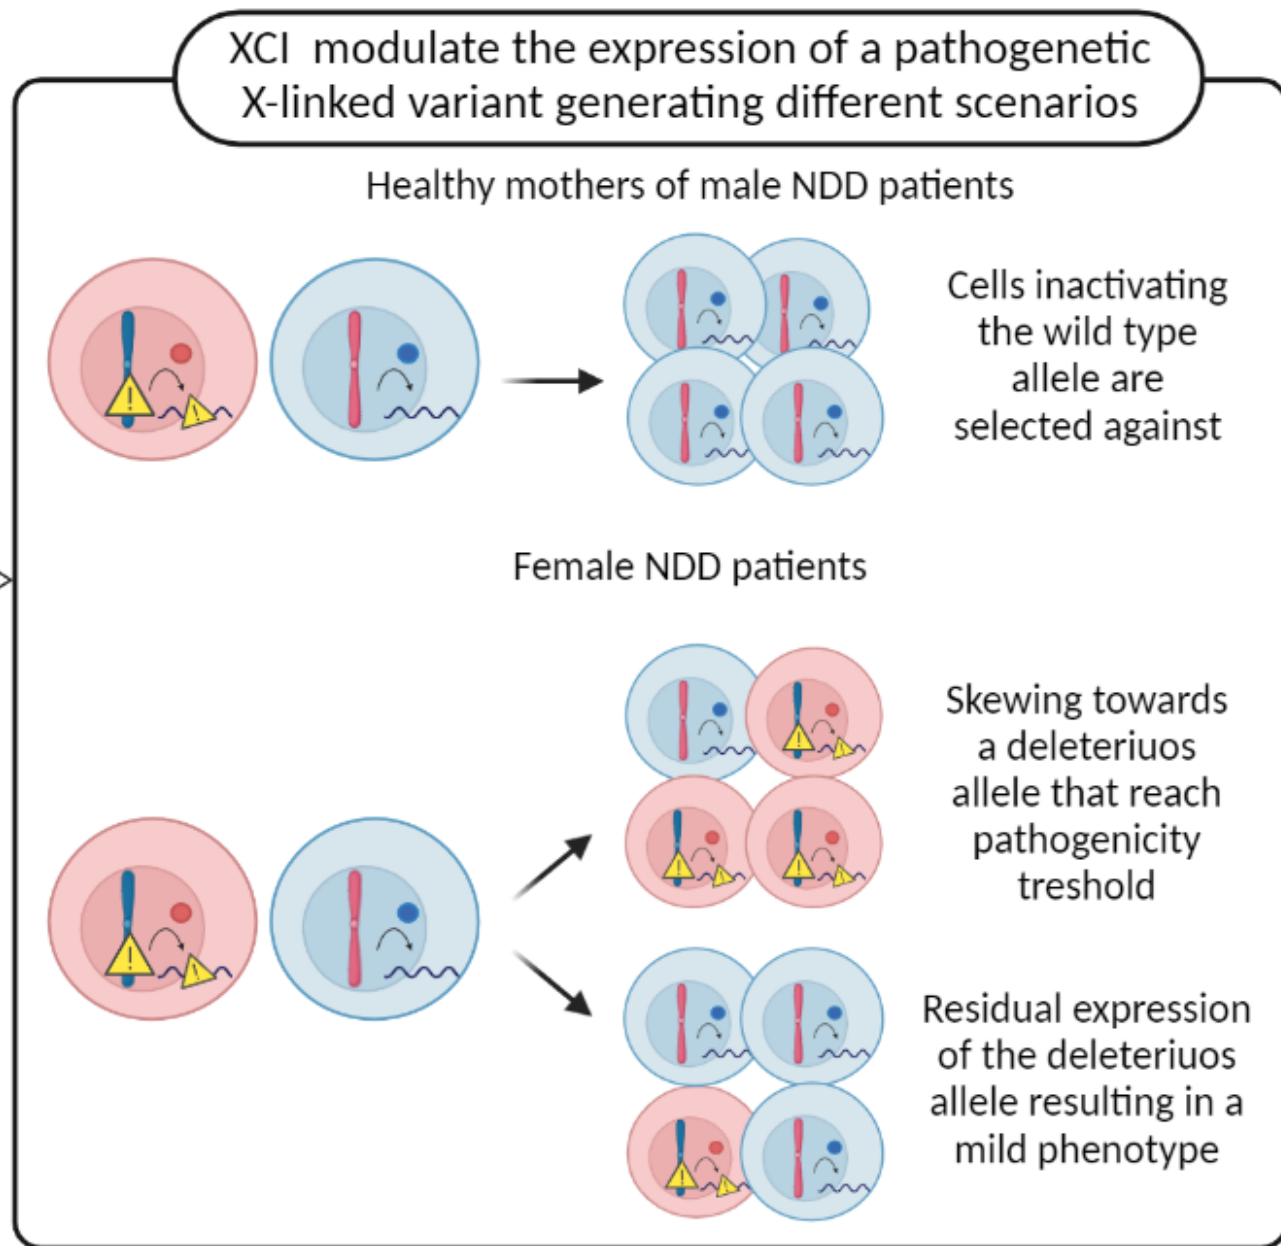 XCI  modulate the expression of a pathogenetic
X-linked variant generating different scenarios
Healthy mothers of male NDD patients
Cells inactivating
the wild type
allele are
selected against
Female NDD patients
Skewing towards
a deleteriuos
allele that reach
pathogenicity
treshold
Residual expression
of the deleteriuos
allele resulting in a
mild phenotype